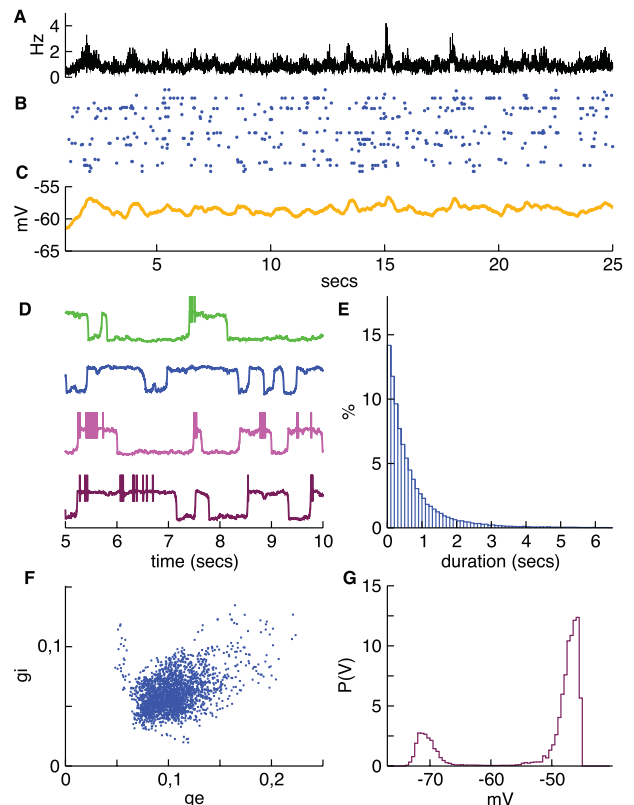 A
Hz
4
2
0
B
C
mV
-55
-60
-65
5 10 15 20 25
secs
D
5 6 7 8 9 10
time (secs)
E
%
15
10
5
0
0 1 2 3 4 5 6
duration (secs)
F
gi
0,1
0
0 0,1 0,2
ge
G
P(V)
15
10
5
0
-70 -60 -50
mV